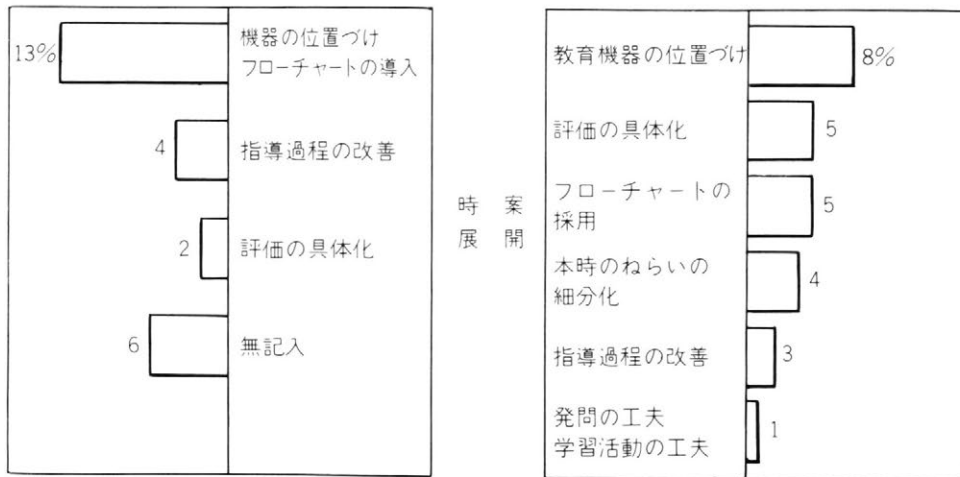 13%
機器の位置づけ
フローチャートの導入
4
指導過程の改善
2
評価の具体化
6
無記入
時案
展開
教育機器の位置づけ
8%
評価の具体化
5
フローチャートの
採用
5
本時のねらいの
細分化
4
指導過程の改善
3
発問の工夫
学習活動の工夫
1